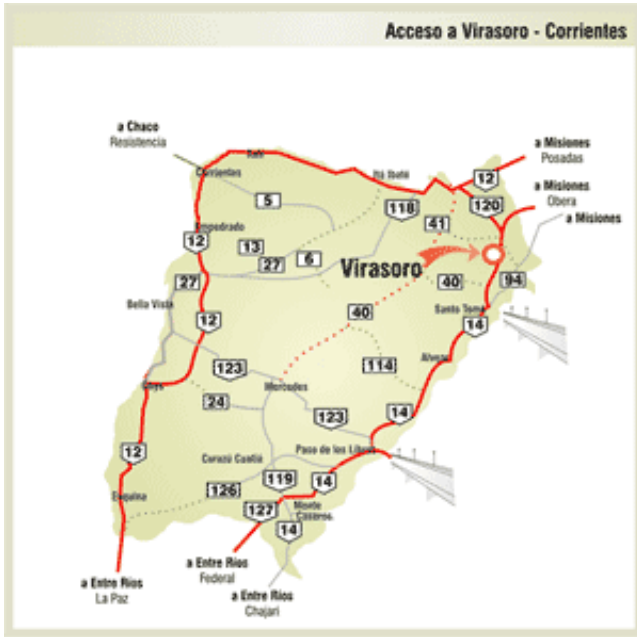 Acceso a Virasoro - Corrientes
a Chaco
Resistencia
a Misiones
Posadas
Itatí
Corrientes
Itá Ibaté
12
a Misiones
Obera
5
118
120
41
a Misiones
Empedrado
12
13
27
6
Virasoro
27
40
94
Bella Vista
40
Santo Tomé
12
14
123
114
Alvear
Goya
Mercedes
24
123
14
12
Curuzú Cuatiá
Paso de los Libres
119
14
126
Esquina
127
Monte
Caseros
14
a Entre Ríos
Federal
a Entre Ríos
La Paz
a Entre Ríos
Chajarí